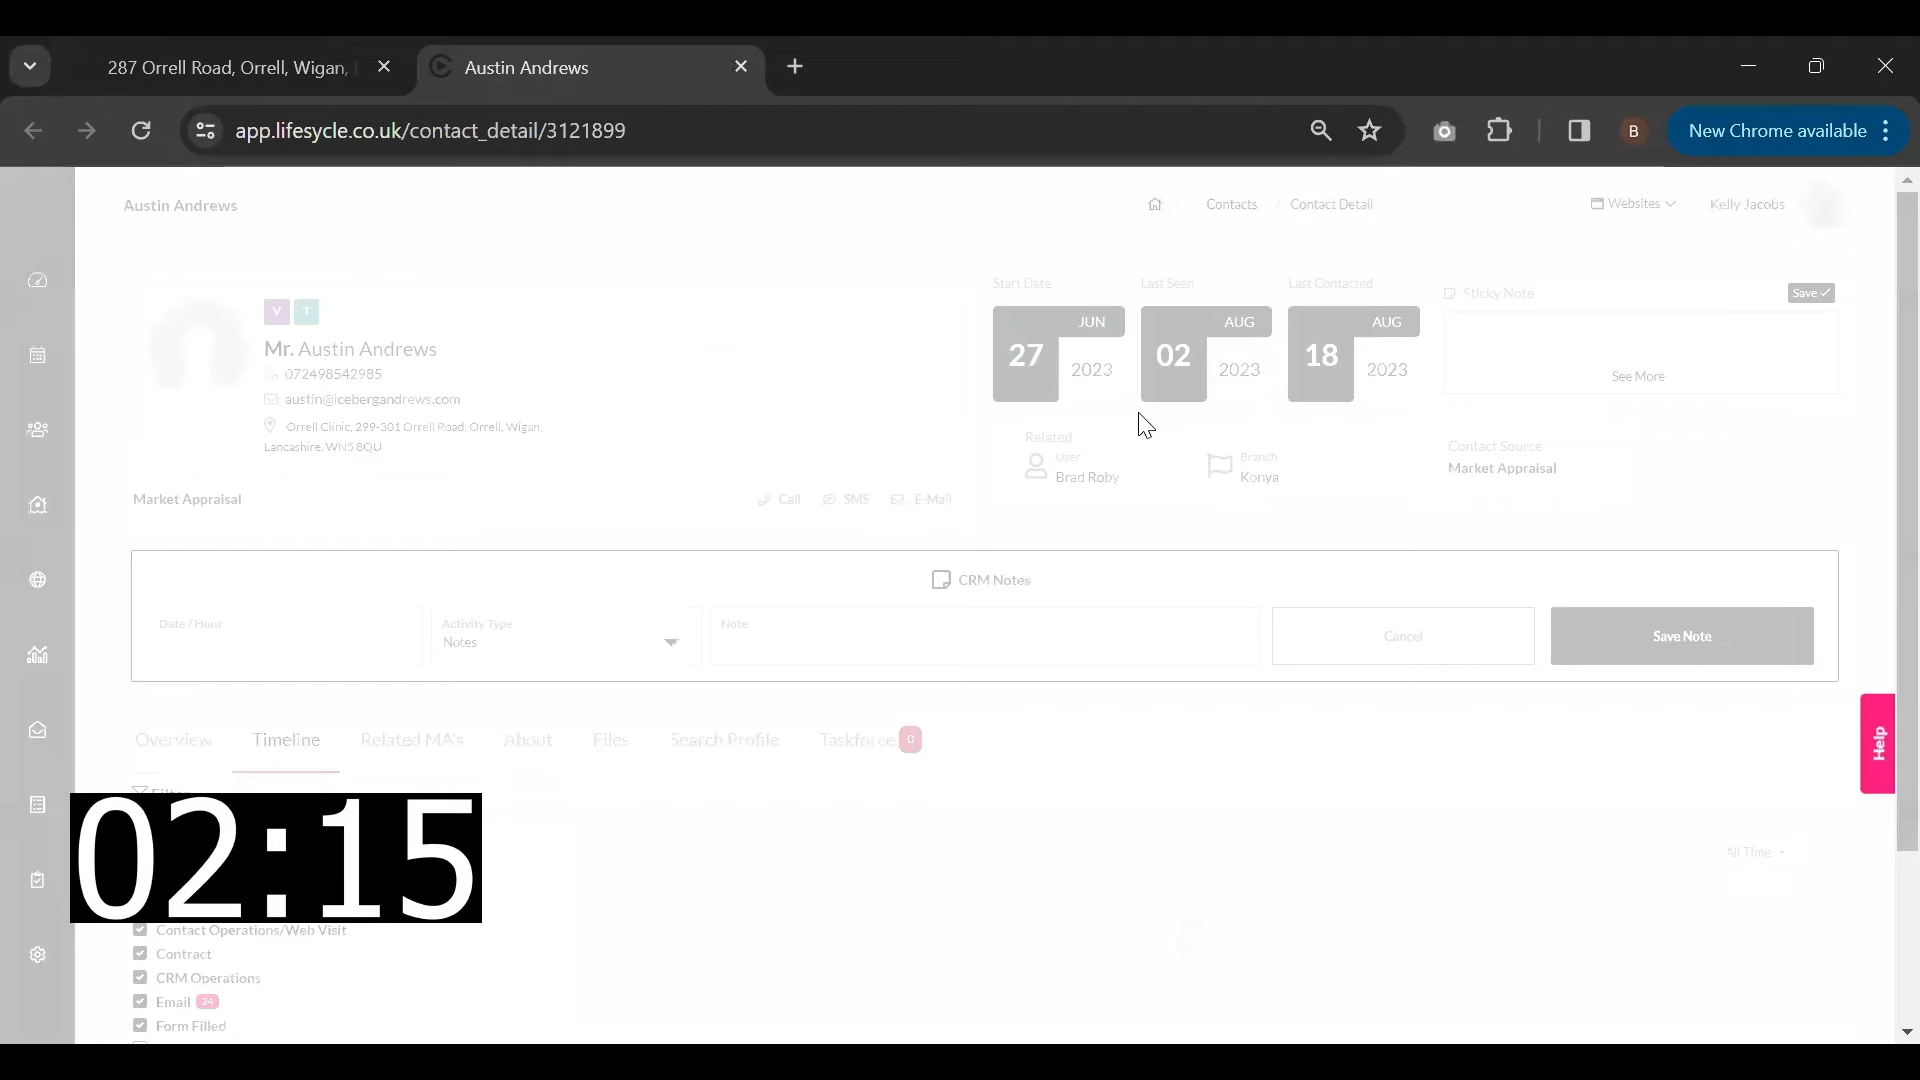 287 Orrell Road, Orrell, Wigan,
Austin Andrews
app.lifesycle.co.uk/contact_detail/3121899
B
New Chrome available
Austin Andrews
Contacts / Contact Detail
Websites
Kelly Jacobs
V T
Mr. Austin Andrews
072498542985
austin@icebergandrews.com
Orrell Clinic, 299-301 Orrell Road, Orrell, Wigan,
Lancashire, WN5 8QU
Market Appraisal
Call
SMS
E-Mail
Start Date
JUN
27
2023
Last Seen
AUG
02
2023
Last Contacted
AUG
18
2023
Sticky Note
Save
See More
Related
User
Brad Roby
Branch
Konya
Contact Source
Market Appraisal
CRM Notes
Date / Hour
Activity Type
Notes
Note
Cancel
Save Note
Overview
Timeline
Related MA's
About
Files
Search Profile
Taskforce 0
Help
Filter
02:15
All Time
Contact Operations/Web Visit
Contract
CRM Operations
Email 24
Form Filled